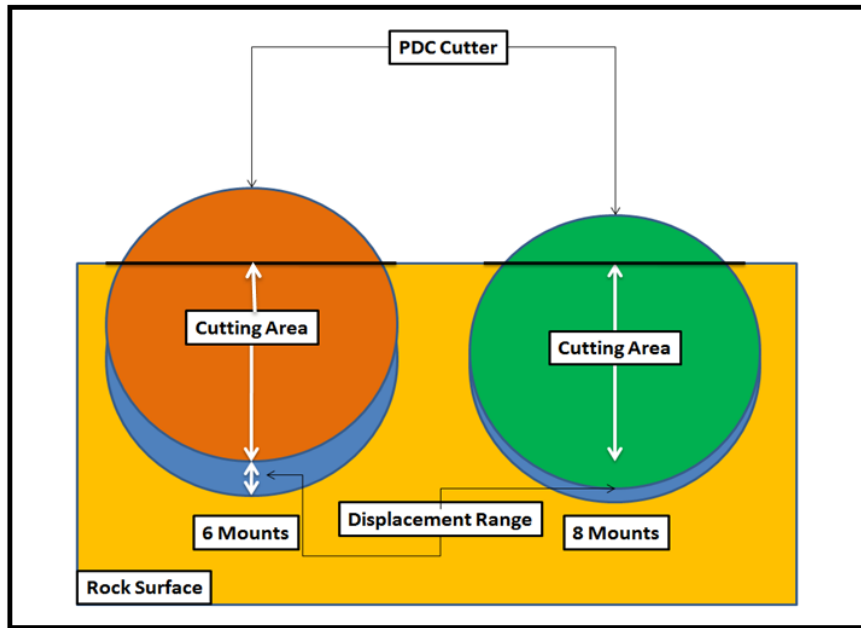 PDC Cutter
Cutting Area
Cutting Area
6 Mounts
Displacement Range
8 Mounts
Rock Surface